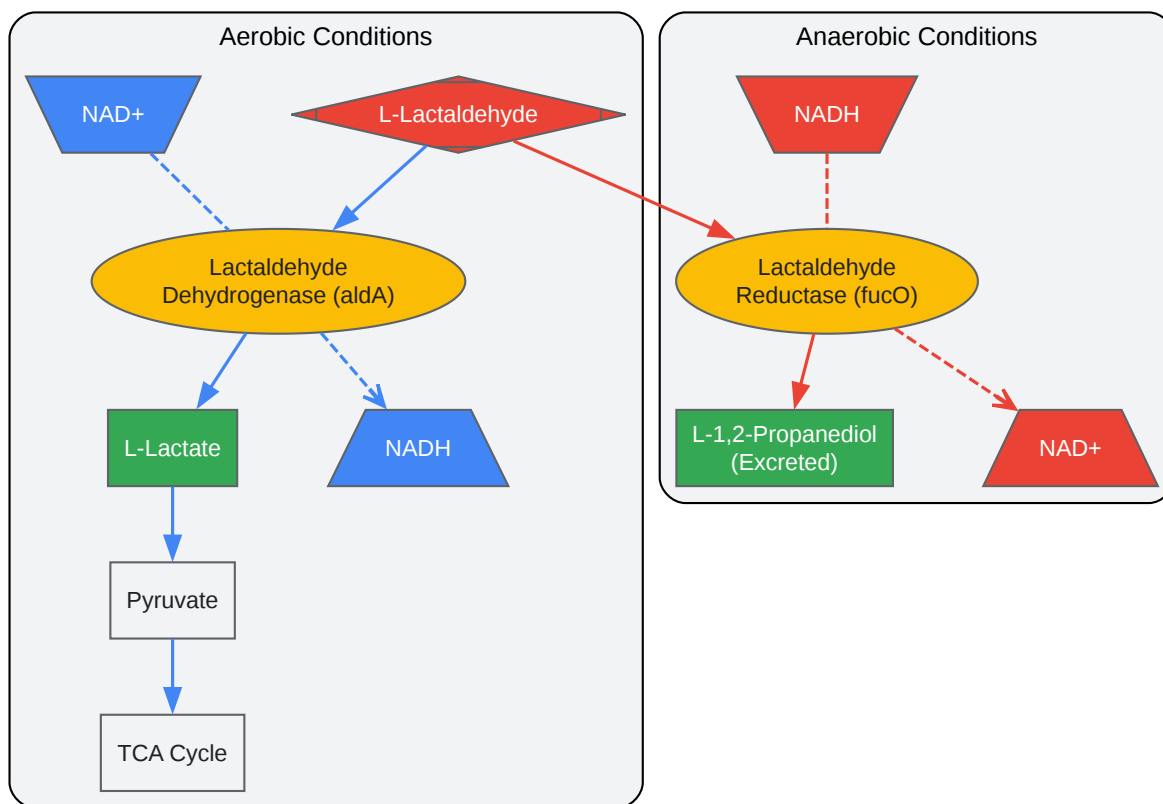 Aerobic Conditions
Anaerobic Conditions
NAD+
L-Lactaldehyde
NADH
Lactaldehyde
Dehydrogenase (aldA)
Lactaldehyde
Reductase (fucO)
L-Lactate
NADH
L-1,2-Propanediol
(Excreted)
NAD+
Pyruvate
TCA Cycle